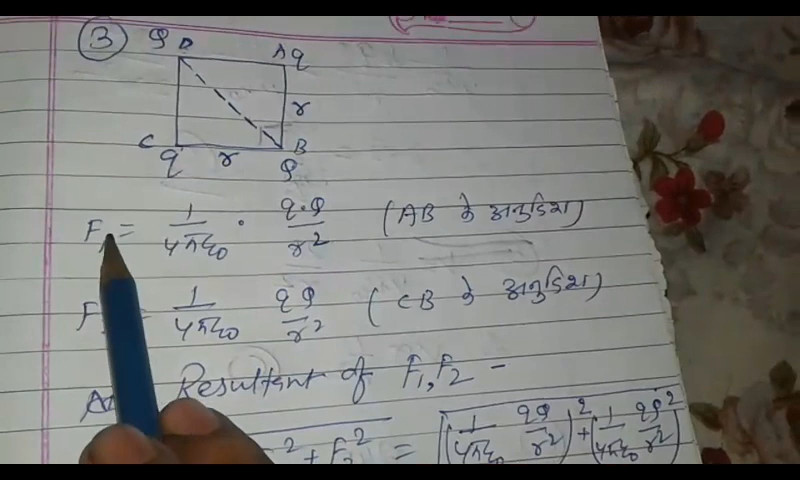 ③ Q D A q
r
C B
q r Q
F₁ = 1/4πε₀ · q.Q/r² (AB के अनुदिश)
F = 1/4πε₀ qQ/r² (CB के अनुदिश)
Resultant of F₁, F₂ -
² + F₂² = √(1/4πε₀ qQ/r²)² + (1/4πε₀ qQ/r²)²